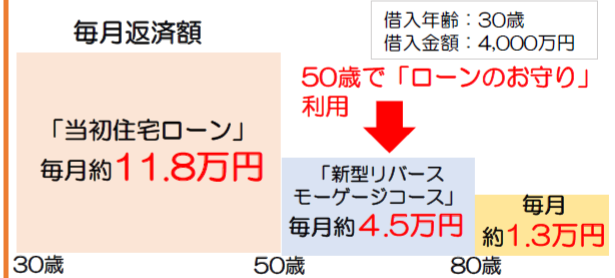 毎月返済額
借入年齢：30歳
借入金額：4,000万円
50歳で「ローンのお守り」
利用
「当初住宅ローン」
毎月約11.8万円
「新型リバース
モーゲージコース」
毎月約4.5万円
毎月
約1.3万円
30歳
50歳
80歳